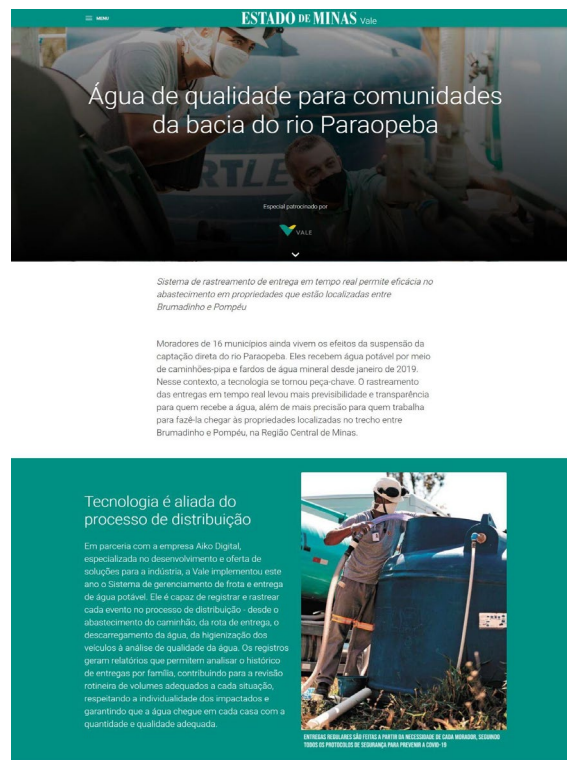 MENU
ESTADO DE MINAS Vale
Água de qualidade para comunidades
da bacia do rio Paraopeba
RTLE
Especial patrocinado por
VALE
Sistema de rastreamento de entrega em tempo real permite eficácia no
abastecimento em propriedades que estão localizadas entre
Brumadinho e Pompéu
Moradores de 16 municípios ainda vivem os efeitos da suspensão da
captação direta do rio Paraopeba. Eles recebem água potável por meio
de caminhões-pipa e fardos de água mineral desde janeiro de 2019.
Nesse contexto, a tecnologia se tornou peça-chave. O rastreamento
das entregas em tempo real levou mais previsibilidade e transparência
para quem recebe a água, além de mais precisão para quem trabalha
para fazê-la chegar às propriedades localizadas no trecho entre
Brumadinho e Pompéu, na Região Central de Minas.
Tecnologia é aliada do
processo de distribuição
Em parceria com a empresa Aiko Digital,
especializada no desenvolvimento e oferta de
soluções para a indústria, a Vale implementou este
ano o Sistema de gerenciamento de frota e entrega
de água potável. Ele é capaz de registrar e rastrear
cada evento no processo de distribuição - desde o
abastecimento do caminhão, da rota de entrega, o
descarregamento da água, da higienização dos
veículos à análise de qualidade da água. Os registros
geram relatórios que permitem analisar o histórico
de entregas por família, contribuindo para a revisão
rotineira de volumes adequados a cada situação,
respeitando a individualidade dos impactados e
garantindo que a água chegue em cada casa com a
quantidade e qualidade adequada.
ENTREGAS REGULARES SÃO FEITAS A PARTIR DA NECESSIDADE DE CADA MORADOR, SEGUINDO
TODOS OS PROTOCOLOS DE SEGURANÇA PARA PREVENIR A COVID-19